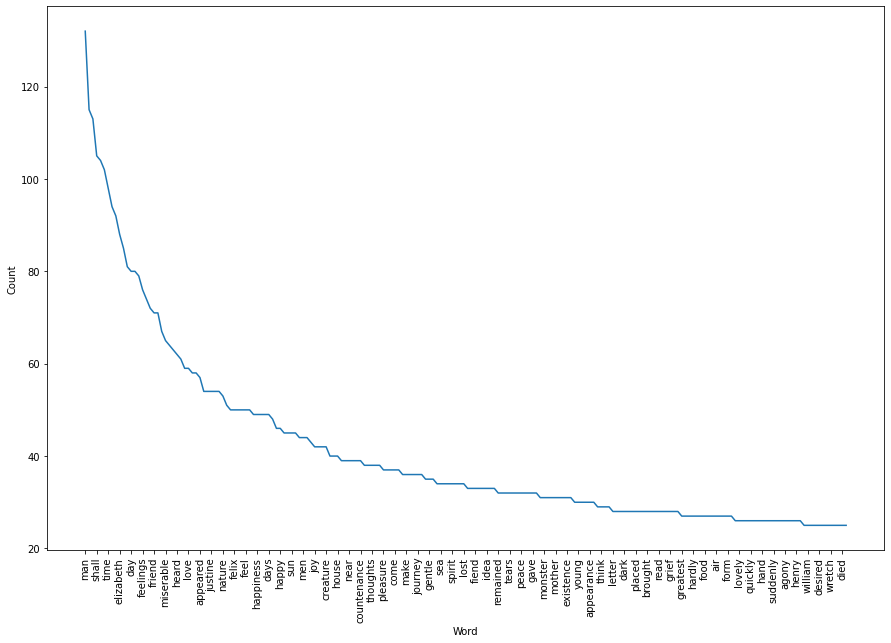 120
100
80
60
40
20
Count
man
shall
time
elizabeth
day
feelings
friend
miserable
heard
love
appeared
justine
nature
felix
feel
happiness
days
happy
sun
men
joy
creature
house
near
countenance
thoughts
pleasure
come
make
journey
gentle
sea
spirit
lost
fiend
idea
remained
tears
peace
gave
monster
mother
existence
young
appearance
think
letter
dark
placed
brought
read
grief
greatest
hardly
food
air
form
lovely
quickly
hand
suddenly
agony
henry
william
desired
wretch
died
Word